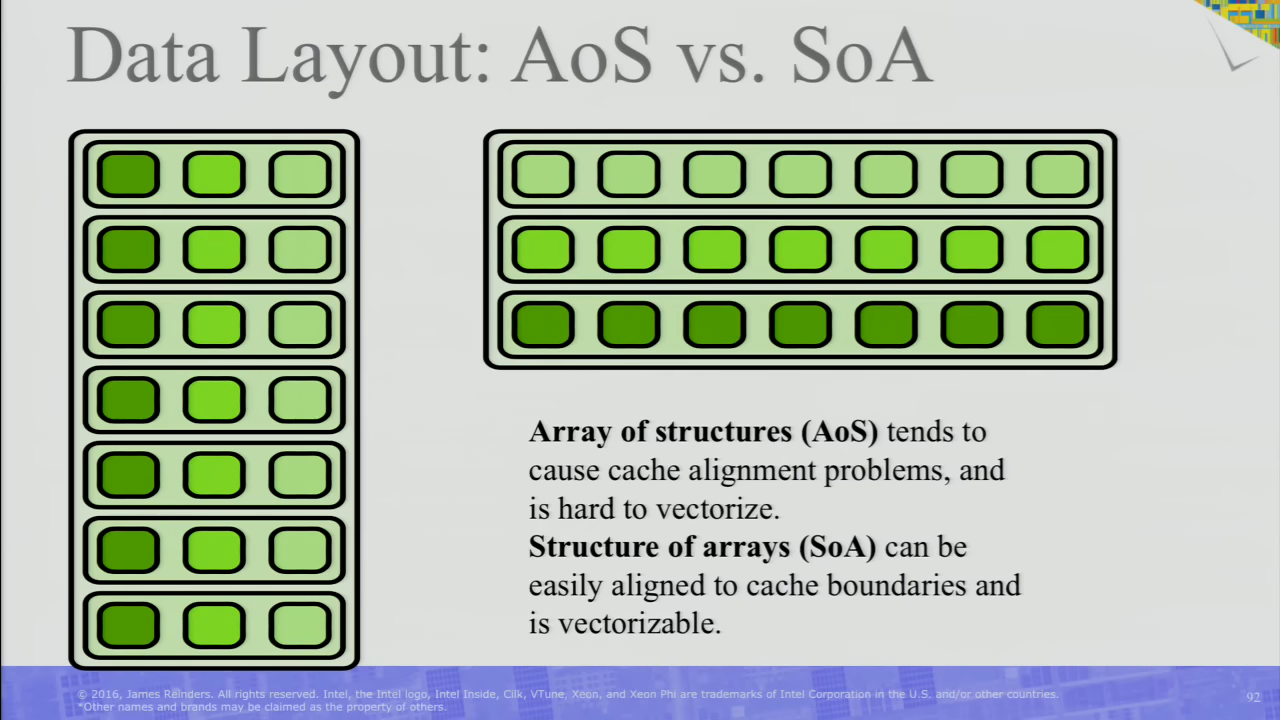 Data Layout: AoS vs. SoA
Array of structures (AoS) tends to
cause cache alignment problems, and
is hard to vectorize.
Structure of arrays (SoA) can be
easily aligned to cache boundaries and
is vectorizable.
© 2016, James Reinders. All rights reserved. Intel, the Intel logo, Intel Inside, Cilk, VTune, Xeon, and Xeon Phi are trademarks of Intel Corporation in the U.S. and/or other countries.
*Other names and brands may be claimed as the property of others.
92